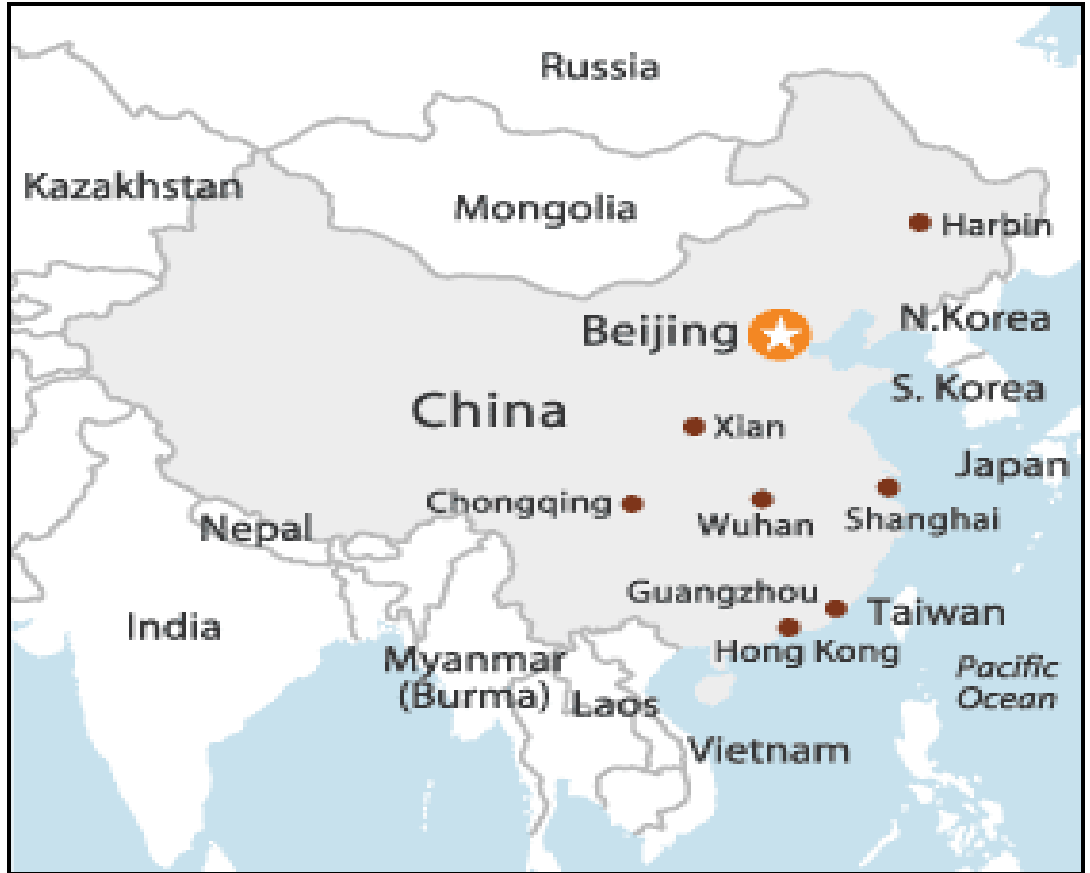 Russia
Kazakhstan
Mongolia
Harbin
N.Korea
Beijing
S. Korea
China
Xian
Japan
Chongqing
Wuhan
Shanghai
Nepal
Guangzhou
Taiwan
India
Hong Kong
Myanmar
(Burma)
Laos
Pacific
Ocean
Vietnam